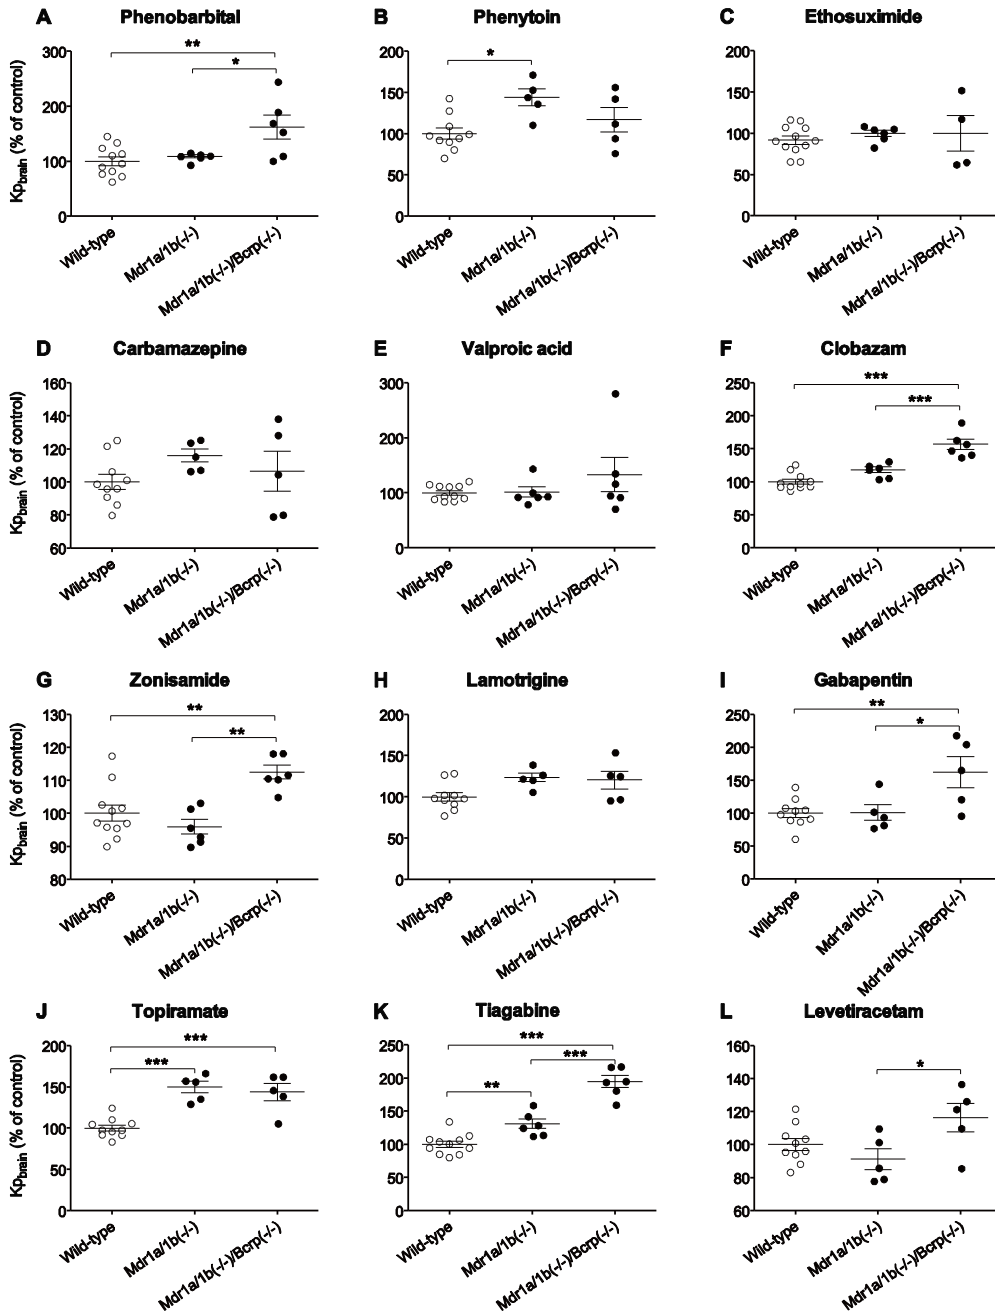 A Phenobarbital
Kpbrain (% of control)
300
200
100
0
**
*
Wild-type
Mdr1a/1b(-/-)
Mdr1a/1b(-/-)/Bcrp(-/-)
B Phenytoin
200
150
100
50
0
*
Wild-type
Mdr1a/1b(-/-)
Mdr1a/1b(-/-)/Bcrp(-/-)
C Ethosuximide
200
150
100
50
0
Wild-type
Mdr1a/1b(-/-)
Mdr1a/1b(-/-)/Bcrp(-/-)
D Carbamazepine
Kpbrain (% of control)
160
140
120
100
80
60
Wild-type
Mdr1a/1b(-/-)
Mdr1a/1b(-/-)/Bcrp(-/-)
E Valproic acid
300
200
100
0
Wild-type
Mdr1a/1b(-/-)
Mdr1a/1b(-/-)/Bcrp(-/-)
F Clobazam
250
200
150
100
50
0
***
***
Wild-type
Mdr1a/1b(-/-)
Mdr1a/1b(-/-)/Bcrp(-/-)
G Zonisamide
Kpbrain (% of control)
130
120
110
100
90
80
**
**
Wild-type
Mdr1a/1b(-/-)
Mdr1a/1b(-/-)/Bcrp(-/-)
H Lamotrigine
200
150
100
50
0
Wild-type
Mdr1a/1b(-/-)
Mdr1a/1b(-/-)/Bcrp(-/-)
I Gabapentin
250
200
150
100
50
0
**
*
Wild-type
Mdr1a/1b(-/-)
Mdr1a/1b(-/-)/Bcrp(-/-)
J Topiramate
Kpbrain (% of control)
200
150
100
50
0
***
***
Wild-type
Mdr1a/1b(-/-)
Mdr1a/1b(-/-)/Bcrp(-/-)
K Tiagabine
250
200
150
100
50
0
***
***
**
Wild-type
Mdr1a/1b(-/-)
Mdr1a/1b(-/-)/Bcrp(-/-)
L Levetiracetam
160
140
120
100
80
60
*
Wild-type
Mdr1a/1b(-/-)
Mdr1a/1b(-/-)/Bcrp(-/-)